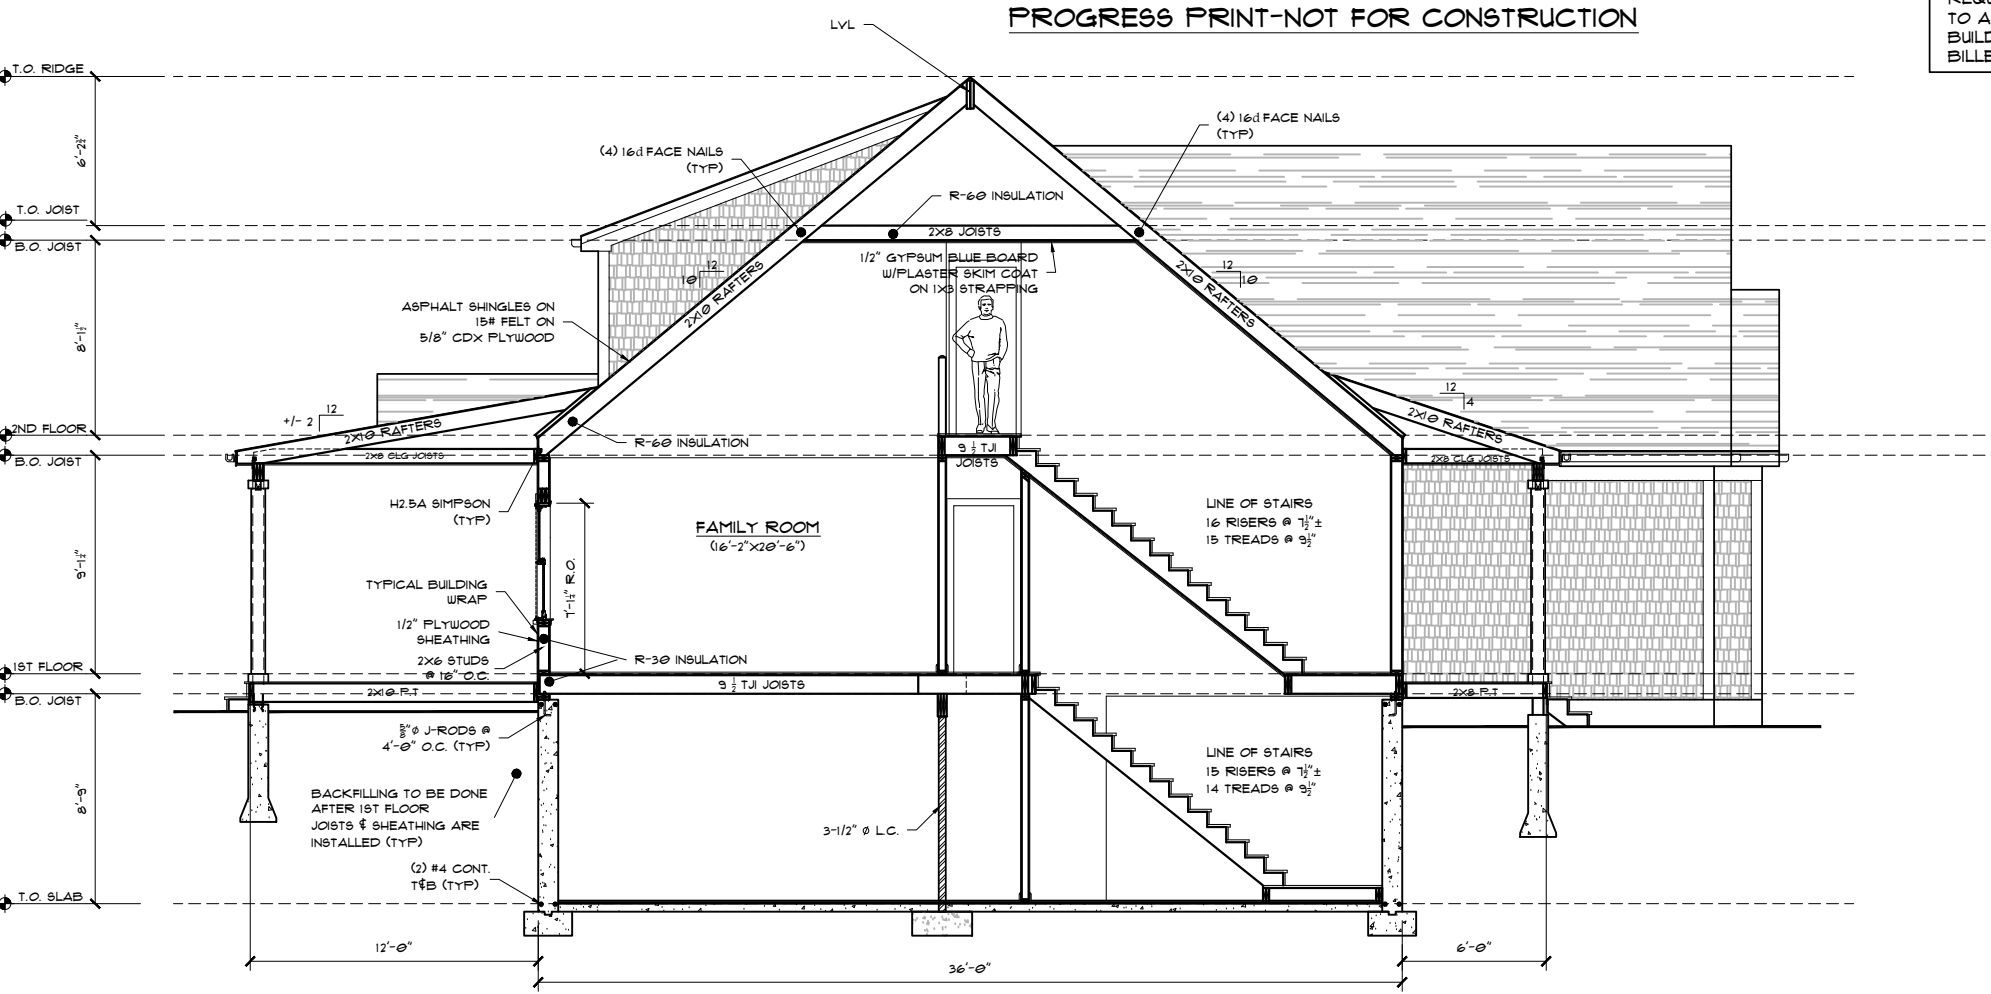 PROGRESS PRINT-NOT FOR CONSTRUCTION
TO A
BUILD
BILLE
LVL
T.O. RIDGE
6'-2¾"
T.O. JOIST
B.O. JOIST
8'-1½"
2ND FLOOR
B.O. JOIST
9'-1½"
1ST FLOOR
B.O. JOIST
8'-9"
T.O. SLAB
(4) 16d FACE NAILS
(TYP)
(4) 16d FACE NAILS
(TYP)
R-60 INSULATION
2X8 JOISTS
1/2" GYPSUM BLUE BOARD
W/PLASTER SKIM COAT
ON 1X3 STRAPPING
12
10
2X10 RAFTERS
12
10
2X10 RAFTERS
ASPHALT SHINGLES ON
15# FELT ON
5/8" CDX PLYWOOD
+/- 2
12
2X10 RAFTERS
2X8 CLG JOISTS
R-60 INSULATION
12
4
2X10 RAFTERS
2X8 CLG JOISTS
9 ½ TJI
JOISTS
H2.5A SIMPSON
(TYP)
FAMILY ROOM
(16'-2"X20'-6")
7'-1½" R.O.
LINE OF STAIRS
16 RISERS @ 7½"±
15 TREADS @ 9½"
TYPICAL BUILDING
WRAP
1/2" PLYWOOD
SHEATHING
2X6 STUDS
@ 16" O.C.
R-30 INSULATION
9 ½ TJI JOISTS
2X10 P.T
2X8 P.T
⅝"Ø J-RODS @
4'-0" O.C. (TYP)
BACKFILLING TO BE DONE
AFTER 1ST FLOOR
JOISTS & SHEATHING ARE
INSTALLED (TYP)
(2) #4 CONT.
T&B (TYP)
3-1/2" Ø L.C.
LINE OF STAIRS
15 RISERS @ 7½"±
14 TREADS @ 9½"
12'-0"
36'-0"
6'-0"